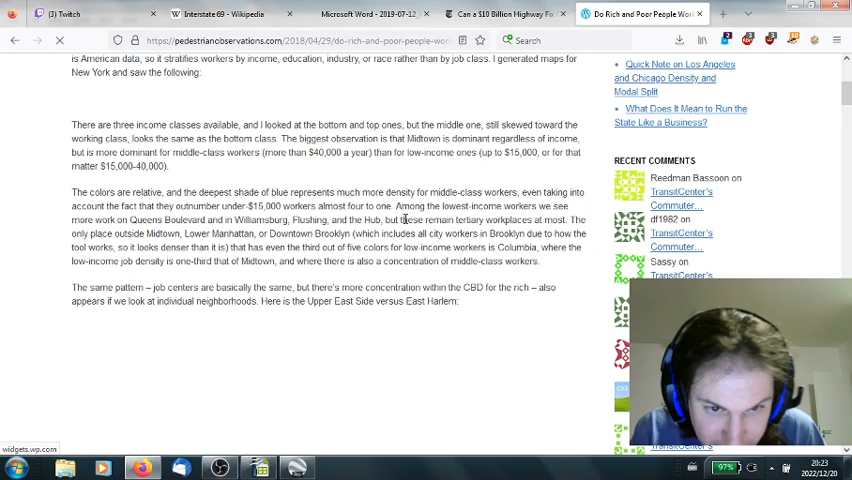 (3) Twitch
Interstate 69 - Wikipedia
Microsoft Word - 2019-07-12_
Can a $10 Billion Highway Fix
Do Rich and Poor People Wor
https://pedestrianobservations.com/2018/04/29/do-rich-and-poor-people-wor
Search
is American data, so it stratifies workers by income, education, industry, or race rather than by job class. I generated maps for
New York and saw the following:
There are three income classes available, and I looked at the bottom and top ones, but the middle one, still skewed toward the
working class, looks the same as the bottom class. The biggest observation is that Midtown is dominant regardless of income,
but is more dominant for middle-class workers (more than $40,000 a year) than for low-income ones (up to $15,000, or for that
matter $15,000-40,000).
The colors are relative, and the deepest shade of blue represents much more density for middle-class workers, even taking into
account the fact that they outnumber under-$15,000 workers almost four to one. Among the lowest-income workers we see
more work on Queens Boulevard and in Williamsburg, Flushing, and the Hub, but these remain tertiary workplaces at most. The
only place outside Midtown, Lower Manhattan, or Downtown Brooklyn (which includes all city workers in Brooklyn due to how the
tool works, so it looks denser than it is) that has even the third out of five colors for low-income workers is Columbia, where the
low-income job density is one-third that of Midtown, and where there is also a concentration of middle-class workers.
The same pattern – job centers are basically the same, but there's more concentration within the CBD for the rich – also
appears if we look at individual neighborhoods. Here is the Upper East Side versus East Harlem:
Quick Note on Los Angeles
and Chicago Density and
Modal Split
What Does It Mean to Run the
State Like a Business?
RECENT COMMENTS
Reedman Bassoon on
TransitCenter's
Commuter…
df1982 on
TransitCenter's
Commuter…
Sassy on
TransitCenter's
widgets.wp.com
97%
20:23
2022/12/20